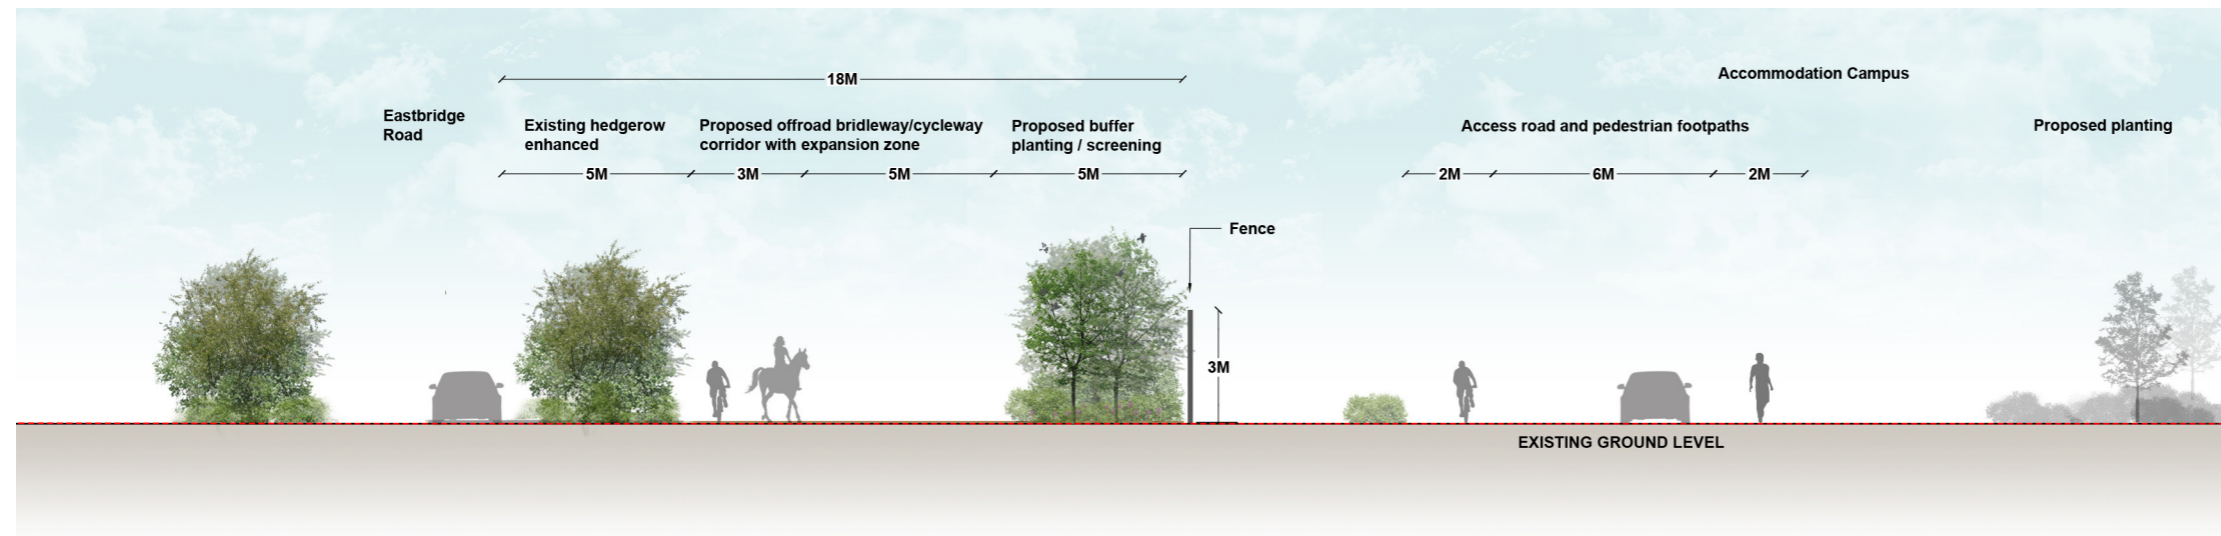 18M
Accommodation Campus
Eastbridge
Road
Existing hedgerow
enhanced
Proposed offroad bridleway/cycleway
corridor with expansion zone
Proposed buffer
planting / screening
Access road and pedestrian footpaths
Proposed planting
5M
3M
5M
5M
2M
6M
2M
Fence
3M
EXISTING GROUND LEVEL